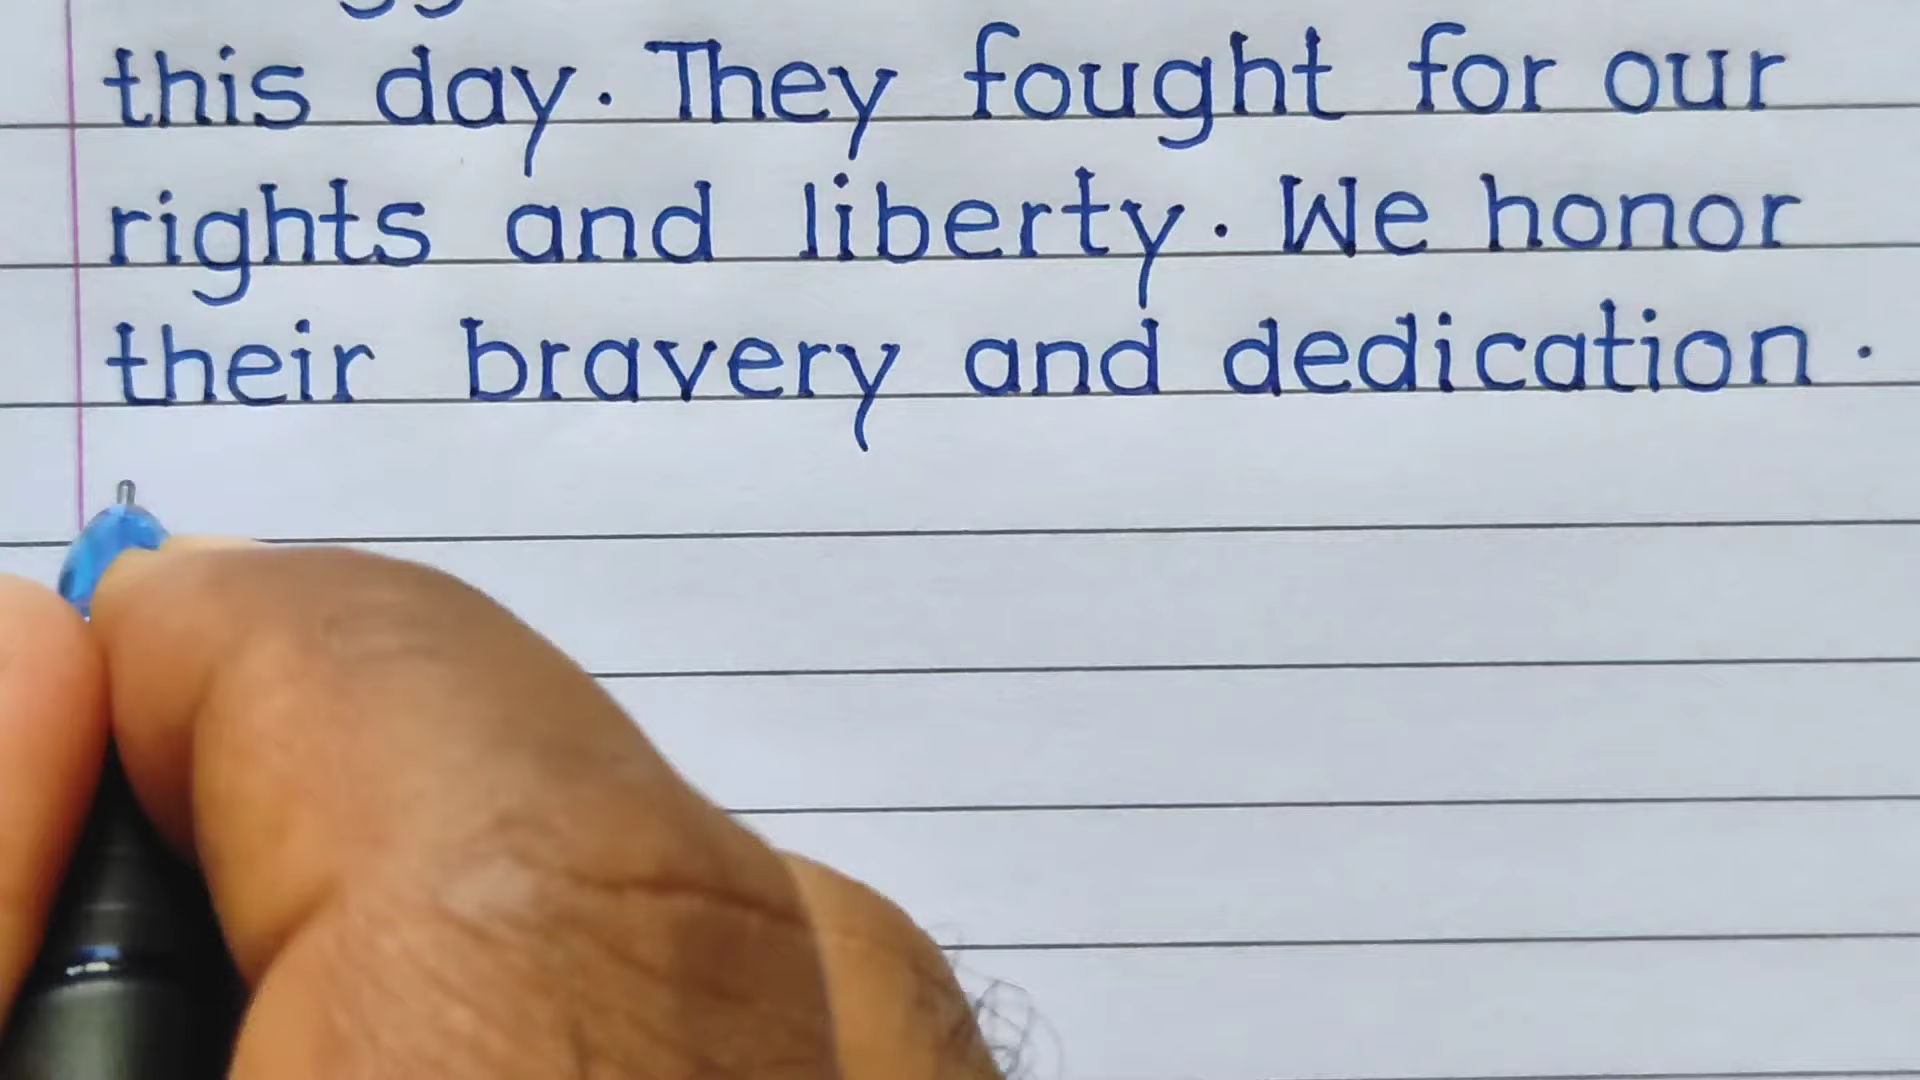 this day. They fought for our
rights and liberty. We honor
their bravery and dedication.